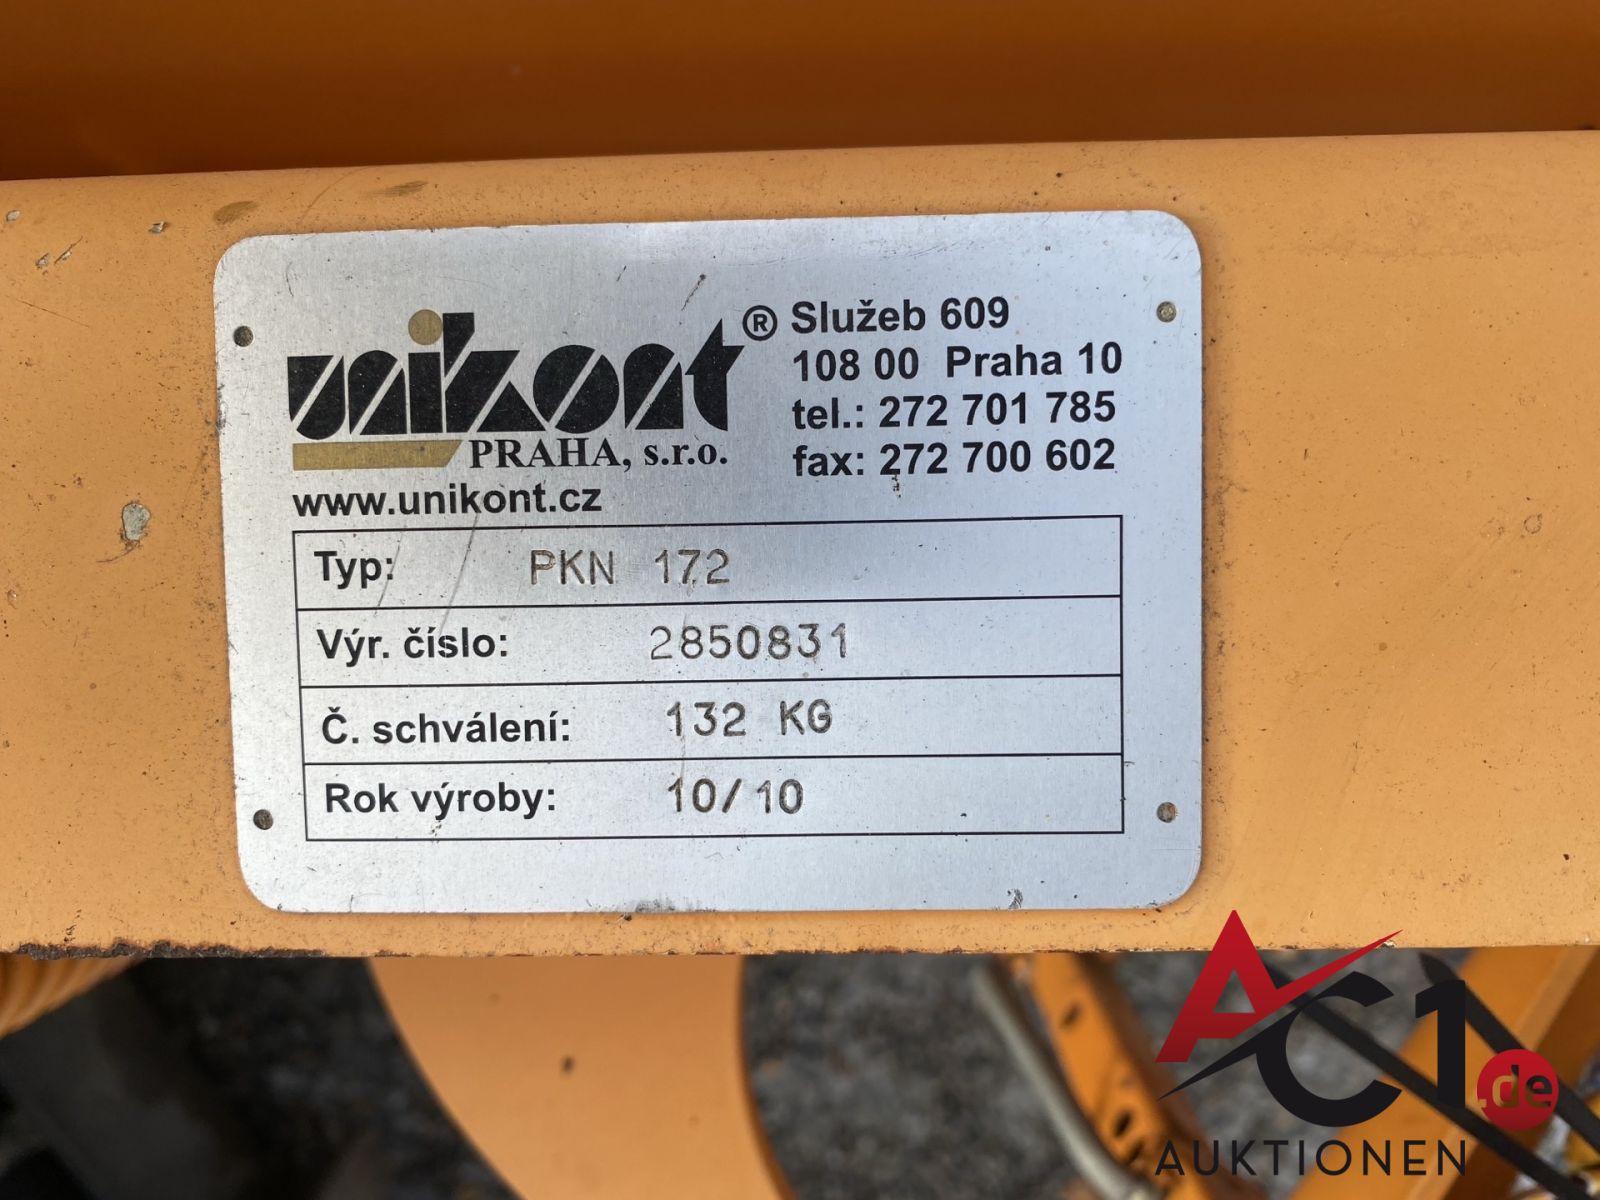 unikont®
PRAHA, s.r.o.
www.unikont.cz
Služeb 609
108 00 Praha 10
tel.: 272 701 785
fax: 272 700 602
Typ: PKN 172
Výr. číslo: 2850831
Č. schválení: 132 KG
Rok výroby: 10/10
AC1.de
AUKTIONEN